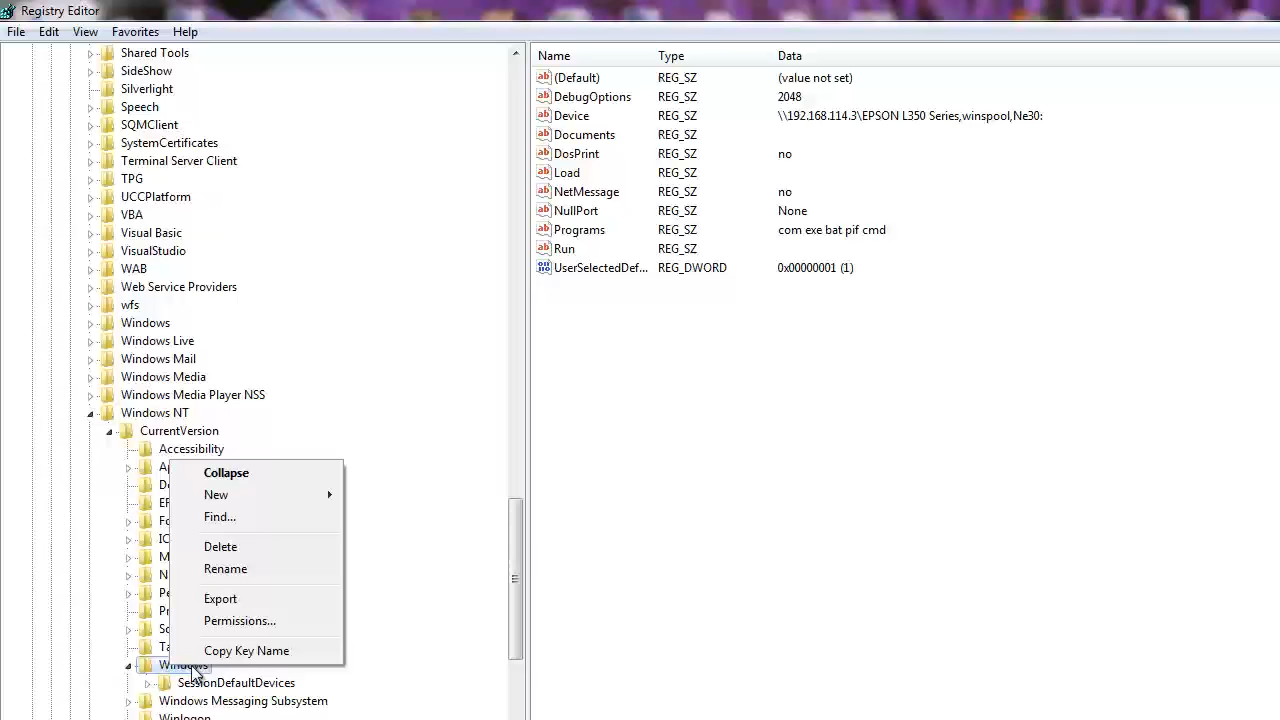 Registry Editor
File Edit View Favorites Help
Shared Tools
SideShow
Silverlight
Speech
SQMClient
SystemCertificates
Terminal Server Client
TPG
UCCPlatform
VBA
Visual Basic
VisualStudio
WAB
Web Service Providers
wfs
Windows
Windows Live
Windows Mail
Windows Media
Windows Media Player NSS
Windows NT
CurrentVersion
Accessibility
Windows
SessionDefaultDevices
Windows Messaging Subsystem
Winlogon
Collapse
New
Find...
Delete
Rename
Export
Permissions...
Copy Key Name
Name Type Data
(Default) REG_SZ (value not set)
DebugOptions REG_SZ 2048
Device REG_SZ \\192.168.114.3\EPSON L350 Series,winspool,Ne30:
Documents REG_SZ
DosPrint REG_SZ no
Load REG_SZ
NetMessage REG_SZ no
NullPort REG_SZ None
Programs REG_SZ com exe bat pif cmd
Run REG_SZ
UserSelectedDef... REG_DWORD 0x00000001 (1)